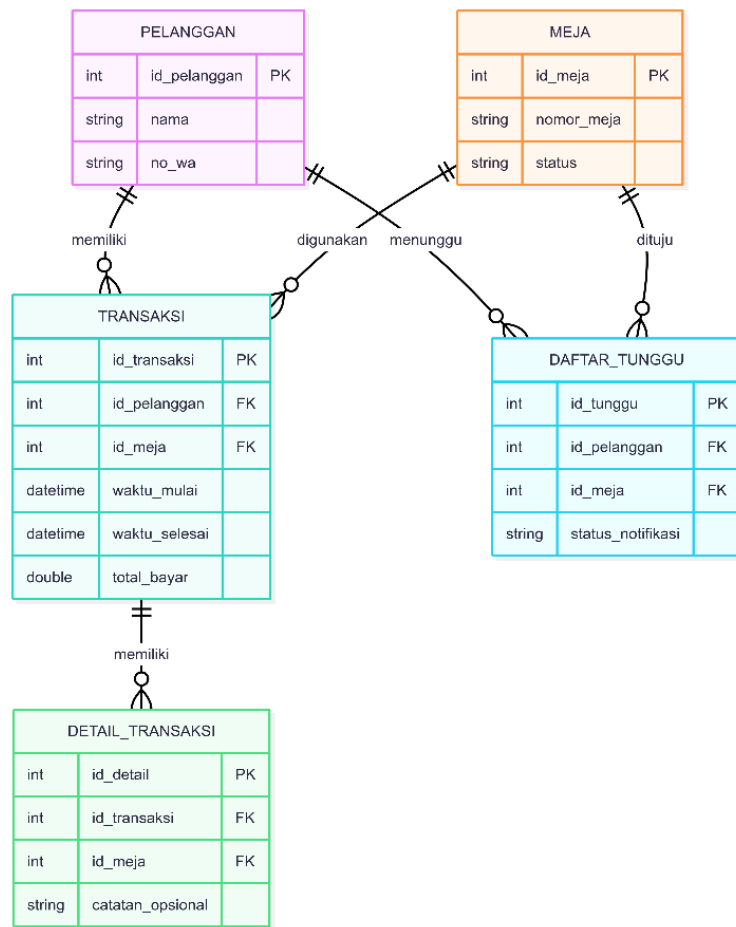 PELANGGAN
int id_pelanggan PK
string nama
string no_wa
MEJA
int id_meja PK
string nomor_meja
string status
memiliki
digunakan
menunggu
dituju
TRANSAKSI
int id_transaksi PK
int id_pelanggan FK
int id_meja FK
datetime waktu_mulai
datetime waktu_selesai
double total_bayar
DAFTAR_TUNGGU
int id_tunggu PK
int id_pelanggan FK
int id_meja FK
string status_notifikasi
memiliki
DETAIL_TRANSAKSI
int id_detail PK
int id_transaksi FK
int id_meja FK
string catatan_opsional